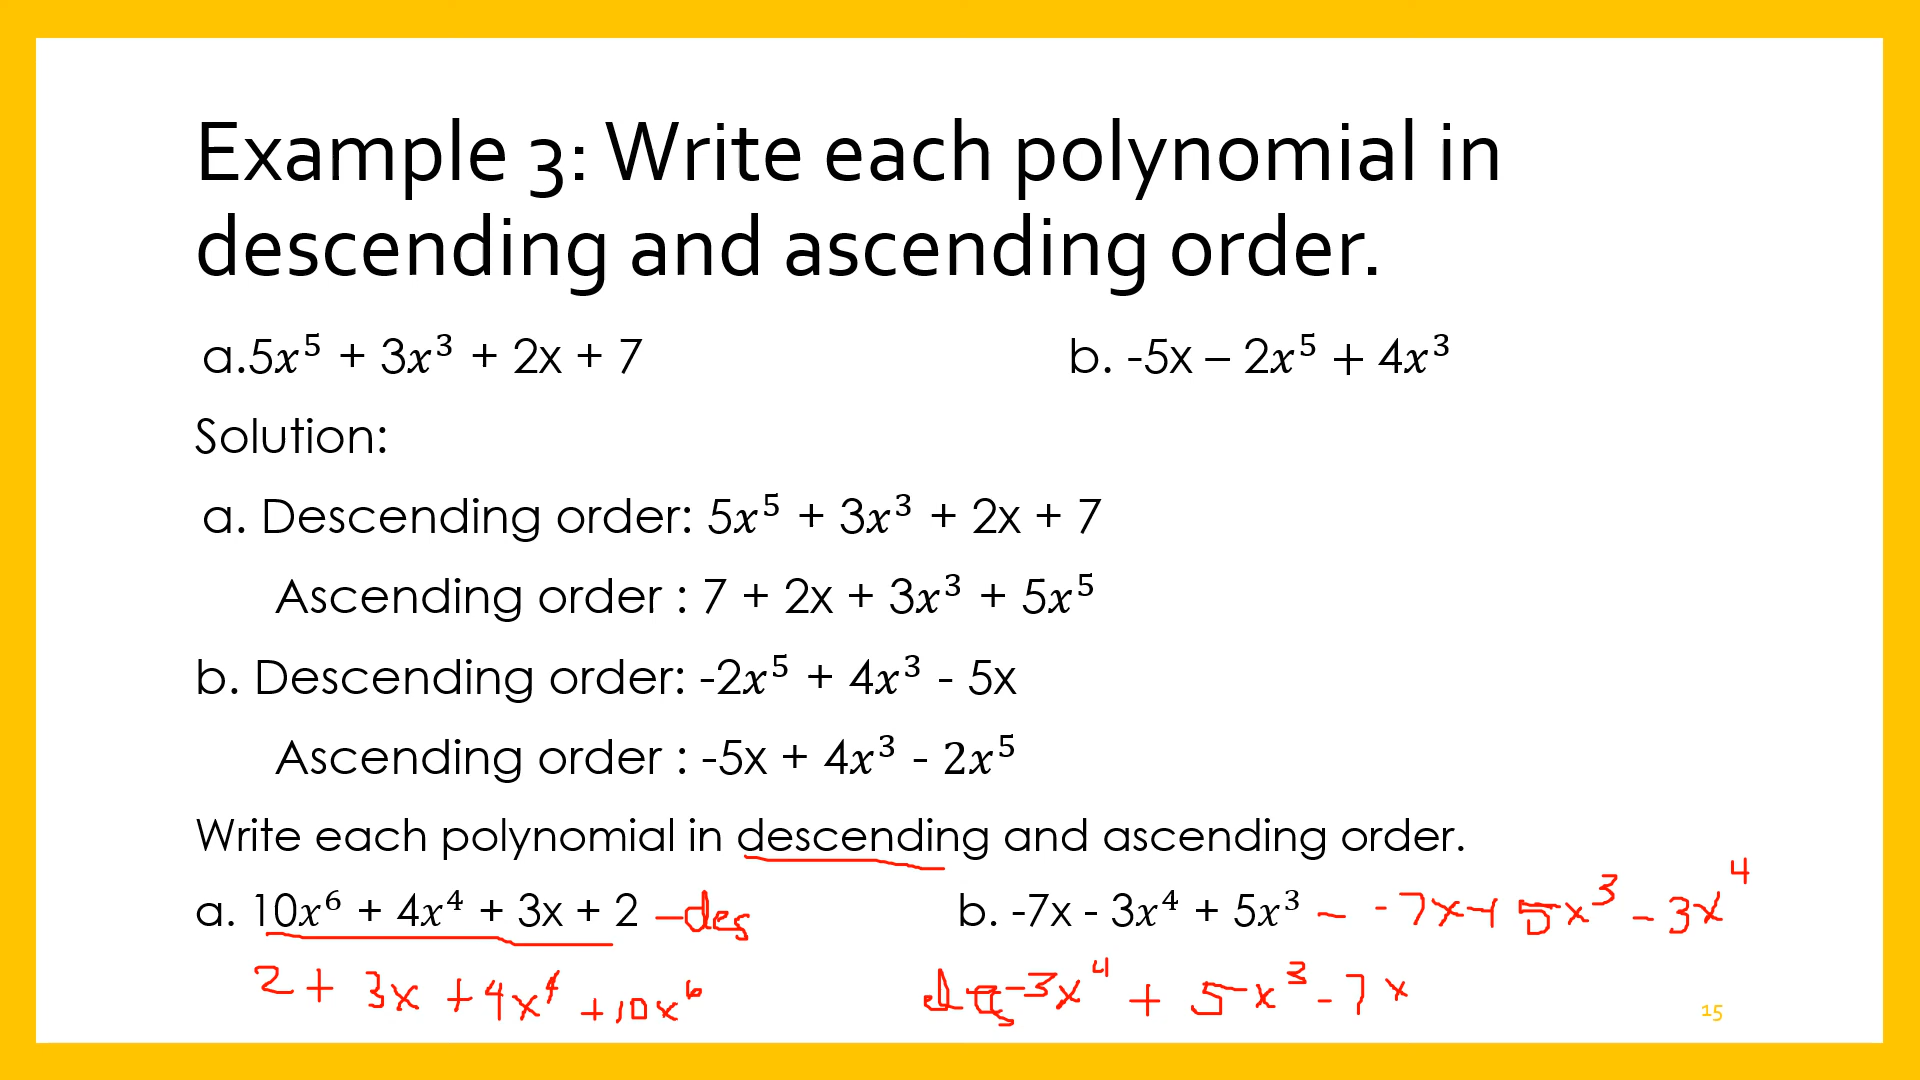 Example 3: Write each polynomial in
descending and ascending order.
a.5x⁵ + 3x³ + 2x + 7 b. -5x – 2x⁵ + 4x³
Solution:
a. Descending order: 5x⁵ + 3x³ + 2x + 7
Ascending order : 7 + 2x + 3x³ + 5x⁵
b. Descending order: -2x⁵ + 4x³ - 5x
Ascending order : -5x + 4x³ - 2x⁵
Write each polynomial in descending and ascending order.
a. 10x⁶ + 4x⁴ + 3x + 2 – des b. -7x - 3x⁴ + 5x³ – -7x + 5x³ – 3x⁴
2 + 3x + 4x⁴ + 10x⁶ des -3x⁴ + 5x³ - 7x
15